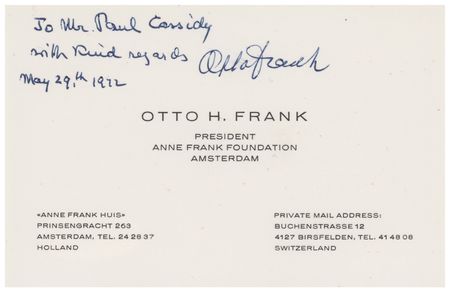 To Mr. Paul Cassidy
with kind regards Otto Frank
May 29,th 1972
OTTO H. FRANK
PRESIDENT
ANNE FRANK FOUNDATION
AMSTERDAM
«ANNE FRANK HUIS»
PRINSENGRACHT 263
AMSTERDAM, TEL. 24 26 37
HOLLAND
PRIVATE MAIL ADDRESS:
BUCHENSTRASSE 12
4127 BIRSFELDEN, TEL. 41 48 08
SWITZERLAND